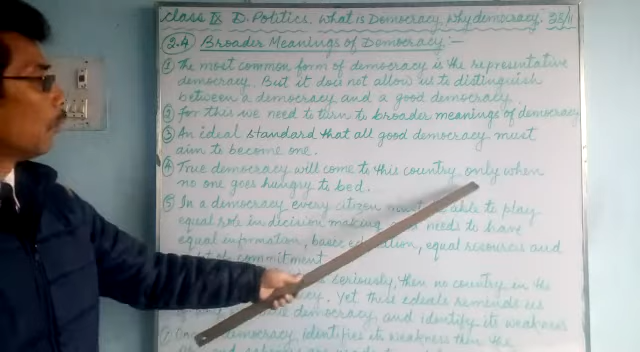 Class IX D. Politics. What is Democracy, Why democracy. 23/11
2.4 Broader Meanings of Democracy :-
① The most common form of democracy is the representative
democracy. But it does not allow us to distinguish
between a democracy and a good democracy.
② For this we need to turn to broader meanings of democracy
③ An ideal standard that all good democracy must
aim to become one.
④ True democracy will come to this country only when
no one goes hungry to bed.
⑤ In a democracy every citizen must able to play
equal role in decision making needs to have
equal information, basic education, equal resources and
commitment
seriously, then no country in the
Yet these ideals reminds us
democracy and identify its weakness
⑦ democracy, identifies its weakness then the